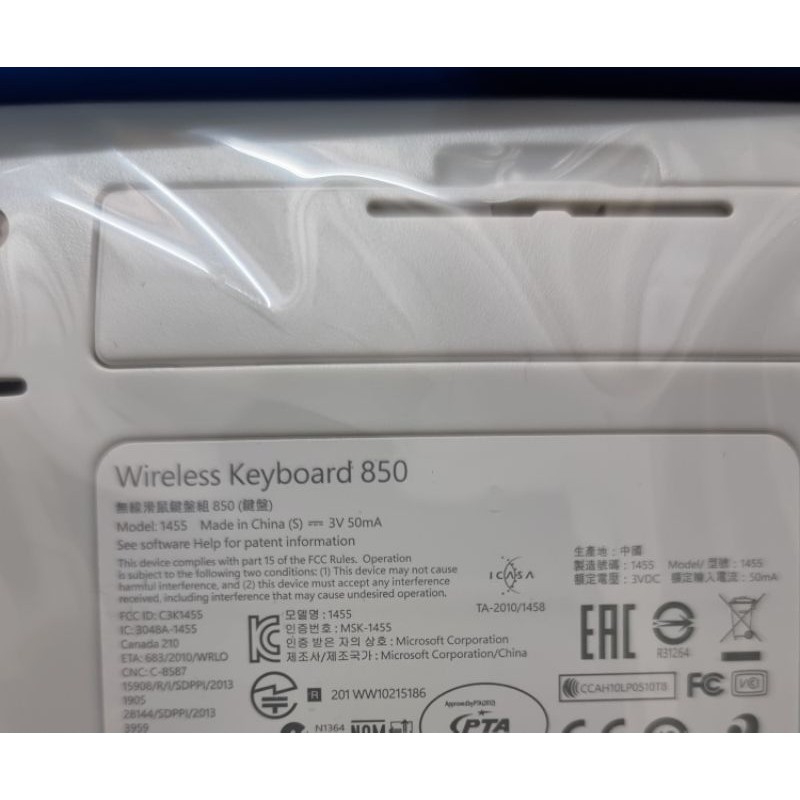 Wireless Keyboard 850
無線滑鼠鍵盤組 850 (鍵盤)
Model: 1455 Made in China (S) ⎓ 3V 50mA
See software Help for patent information
This device complies with part 15 of the FCC Rules. Operation
is subject to the following two conditions: (1) This device may not cause
harmful interference, and (2) this device must accept any interference
received, including interference that may cause undesired operation.
ICASA
TA-2010/1458
生產地：中國
製造號碼：1455 Model/ 型號：1455
額定電壓：3VDC 額定輸入電流：50mA
FCC ID: C3K1455
IC: 3048A-1455
Canada 210
ETA: 683/2010/WRLO
CNC: C-8587
15908/R/I/SDPPI/2013
1905
28144/SDPPI/2013
3959
모델명 : 1455
인증번호 : MSK-1455
인증 받은 자의 상호 : Microsoft Corporation
제조사/제조국가 : Microsoft Corporation/China
EAC
R31264
R 201 WW10215186
CCAH10LP0510T8
FC
VCI
N1364
NOM
Approved by PTA
PTA
CE